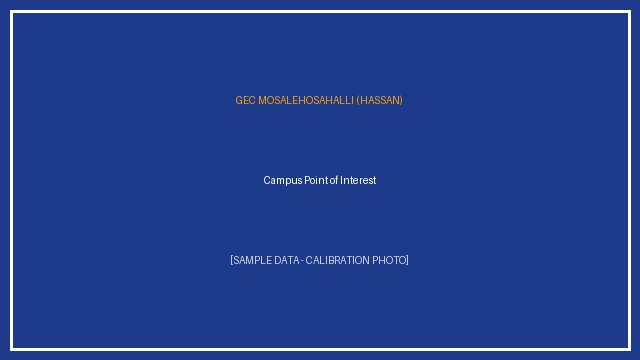 GEC MOSALEHOSAHALLI (HASSAN)
Campus Point of Interest
[SAMPLE DATA - CALIBRATION PHOTO]